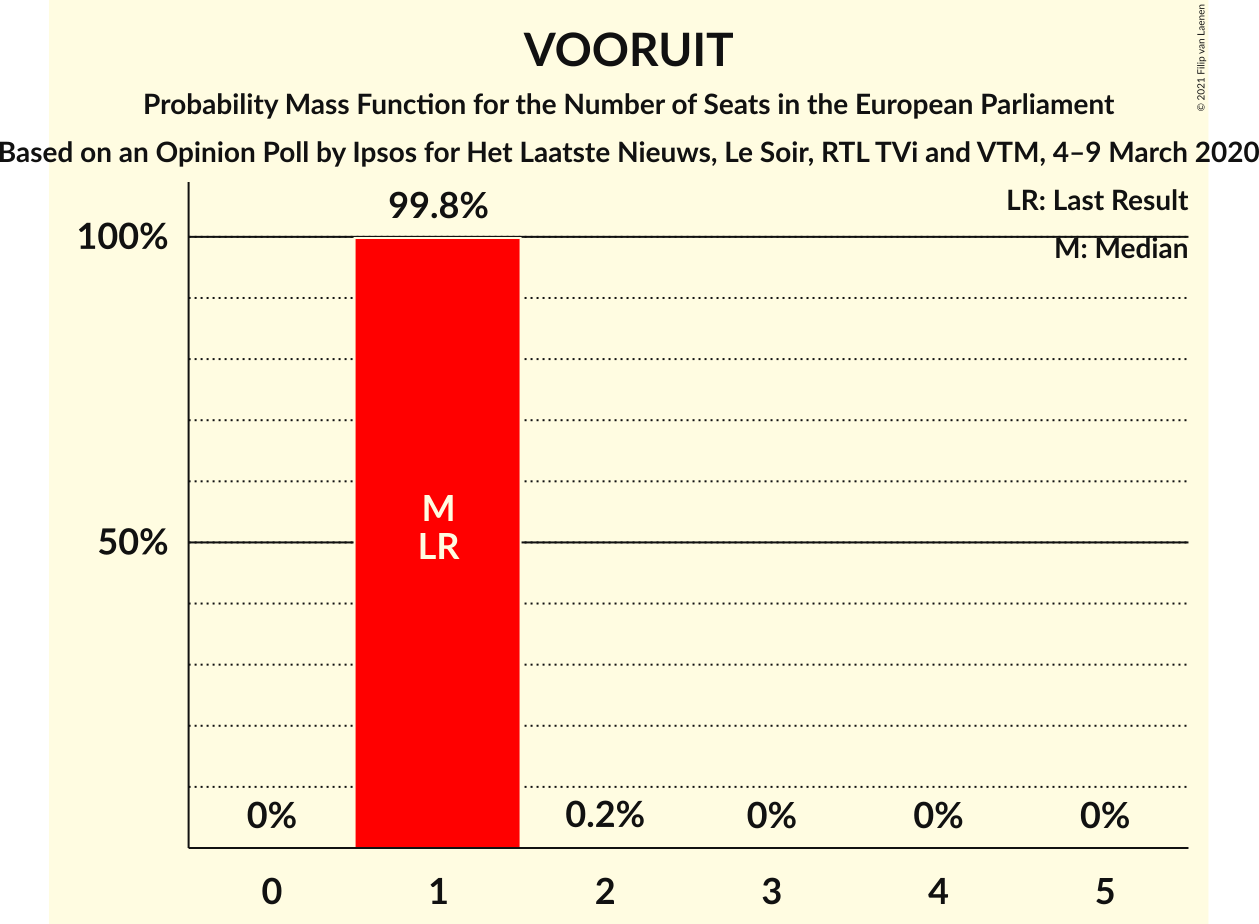 VOORUIT
Probability Mass Function for the Number of Seats in the European Parliament
Based on an Opinion Poll by Ipsos for Het Laatste Nieuws, Le Soir, RTL TVi and VTM, 4–9 March 2020
© 2021 Filip van Laenen
LR: Last Result
M: Median
99.8%
100%
M
LR
50%
0%
0.2%
0%
0%
0%
0
1
2
3
4
5